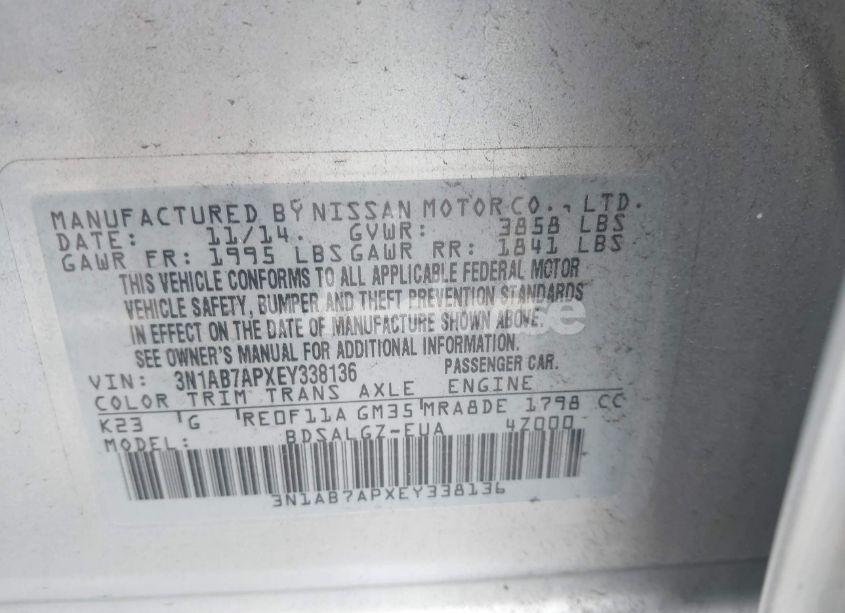 MANUFACTURED BY NISSAN MOTOR CO., LTD.
DATE: 11/14. GVWR: 3858 LBS
GAWR FR: 1995 LBS GAWR RR: 1841 LBS
THIS VEHICLE CONFORMS TO ALL APPLICABLE FEDERAL MOTOR
VEHICLE SAFETY, BUMPER AND THEFT PREVENTION STANDARDS
IN EFFECT ON THE DATE OF MANUFACTURE SHOWN ABOVE.
SEE OWNER'S MANUAL FOR ADDITIONAL INFORMATION.
VIN: 3N1AB7APXEY338136 PASSENGER CAR.
COLOR TRIM TRANS AXLE ENGINE
K23 G RE0F11A GM35 MRA8DE 1798 CC
MODEL: BDSALGZ-EUA 4Z000
3N1AB7APXEY338136